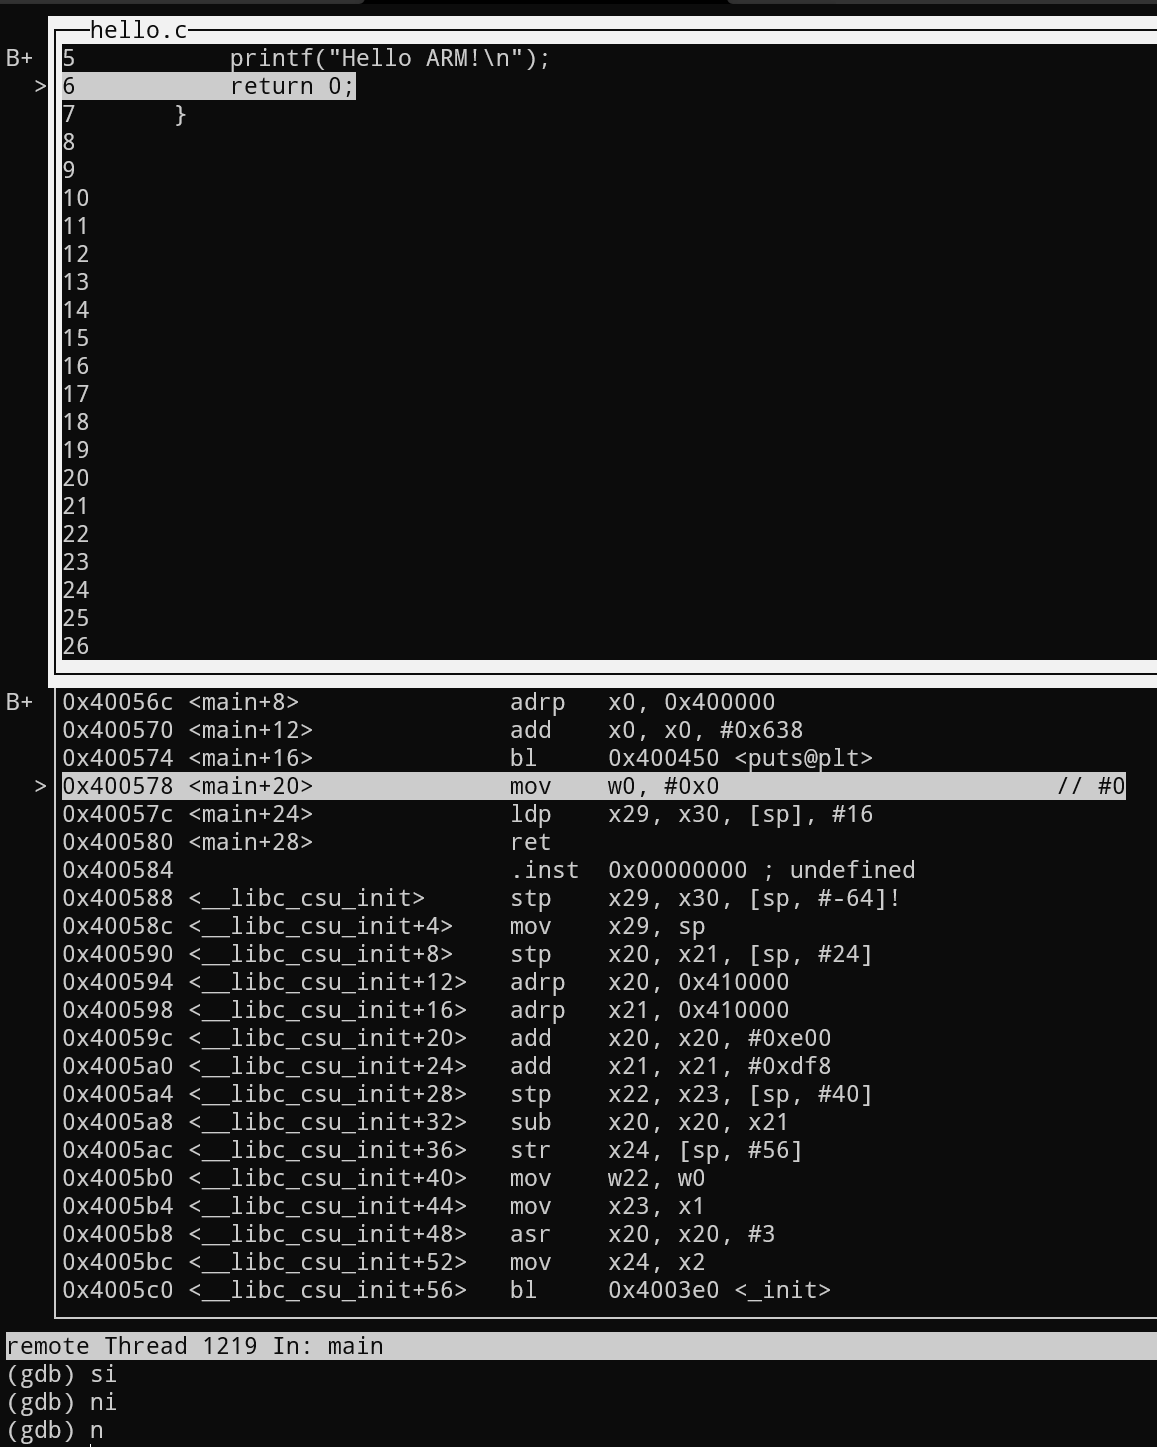 hello.c
B+ 5 printf("Hello ARM!\n");
> 6 return 0;
7 }
8
9
10
11
12
13
14
15
16
17
18
19
20
21
22
23
24
25
26
B+ 0x40056c <main+8> adrp x0, 0x400000
0x400570 <main+12> add x0, x0, #0x638
0x400574 <main+16> bl 0x400450 <puts@plt>
> 0x400578 <main+20> mov w0, #0x0 // #0
0x40057c <main+24> ldp x29, x30, [sp], #16
0x400580 <main+28> ret
0x400584 .inst 0x00000000 ; undefined
0x400588 <__libc_csu_init> stp x29, x30, [sp, #-64]!
0x40058c <__libc_csu_init+4> mov x29, sp
0x400590 <__libc_csu_init+8> stp x20, x21, [sp, #24]
0x400594 <__libc_csu_init+12> adrp x20, 0x410000
0x400598 <__libc_csu_init+16> adrp x21, 0x410000
0x40059c <__libc_csu_init+20> add x20, x20, #0xe00
0x4005a0 <__libc_csu_init+24> add x21, x21, #0xdf8
0x4005a4 <__libc_csu_init+28> stp x22, x23, [sp, #40]
0x4005a8 <__libc_csu_init+32> sub x20, x20, x21
0x4005ac <__libc_csu_init+36> str x24, [sp, #56]
0x4005b0 <__libc_csu_init+40> mov w22, w0
0x4005b4 <__libc_csu_init+44> mov x23, x1
0x4005b8 <__libc_csu_init+48> asr x20, x20, #3
0x4005bc <__libc_csu_init+52> mov x24, x2
0x4005c0 <__libc_csu_init+56> bl 0x4003e0 <_init>
remote Thread 1219 In: main
(gdb) si
(gdb) ni
(gdb) n